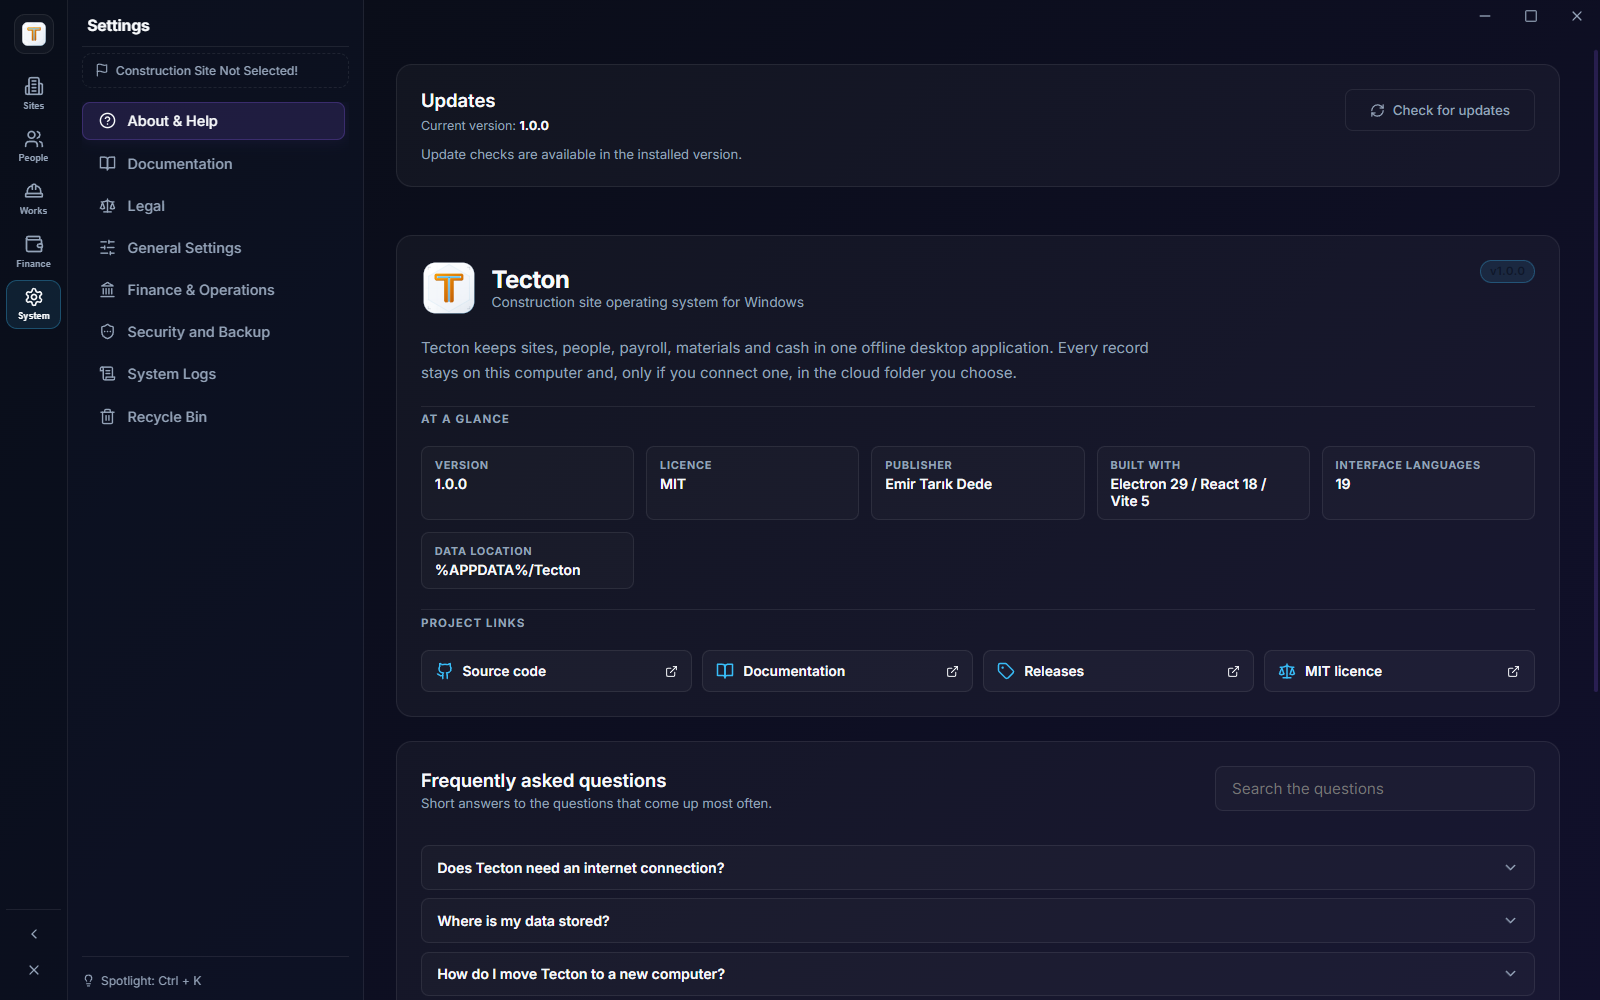 Settings
Construction Site Not Selected!
Sites
People
Works
Finance
System
About & Help
Documentation
Legal
General Settings
Finance & Operations
Security and Backup
System Logs
Recycle Bin
Spotlight: Ctrl + K
Updates
Current version: 1.0.0
Update checks are available in the installed version.
Check for updates
T
Tecton
Construction site operating system for Windows
v1.0.0
Tecton keeps sites, people, payroll, materials and cash in one offline desktop application. Every record
stays on this computer and, only if you connect one, in the cloud folder you choose.
AT A GLANCE
VERSION
1.0.0
LICENCE
MIT
PUBLISHER
Emir Tarık Dede
BUILT WITH
Electron 29 / React 18 /
Vite 5
INTERFACE LANGUAGES
19
DATA LOCATION
%APPDATA%/Tecton
PROJECT LINKS
Source code
Documentation
Releases
MIT licence
Frequently asked questions
Short answers to the questions that come up most often.
Search the questions
Does Tecton need an internet connection?
Where is my data stored?
How do I move Tecton to a new computer?